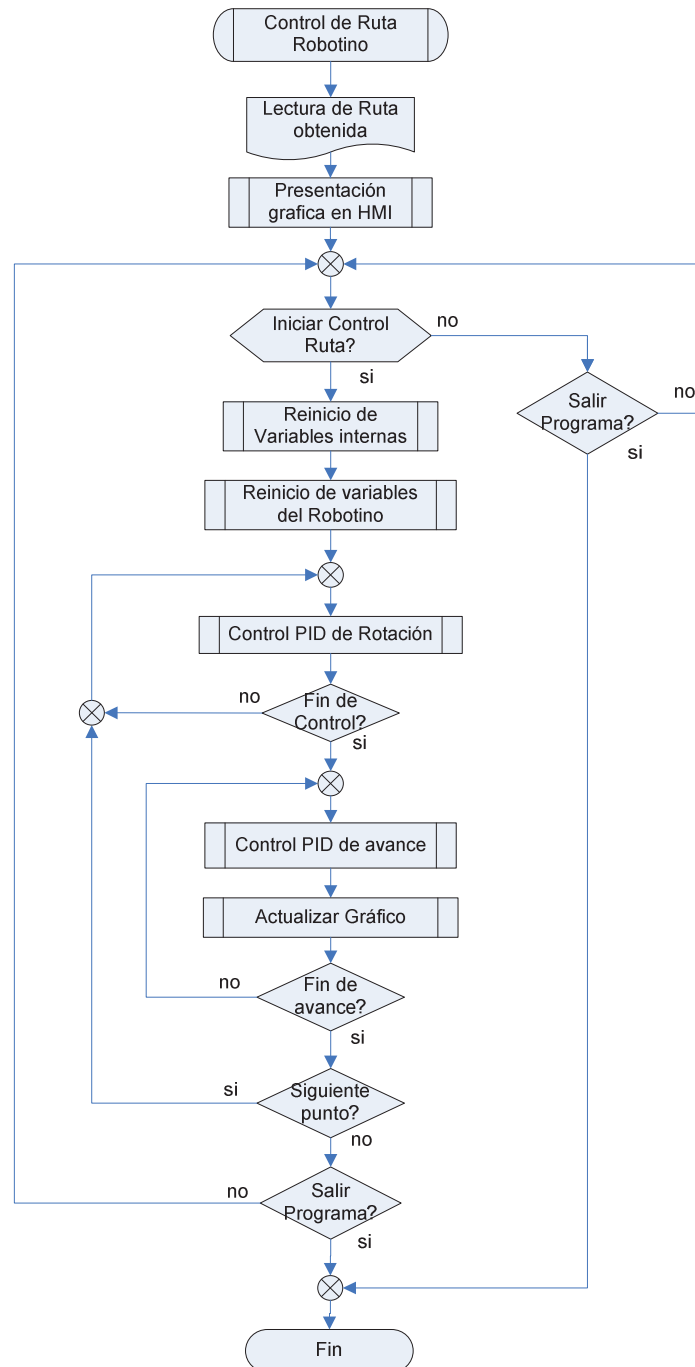 Control de Ruta
Robotino
Lectura de Ruta
obtenida
Presentación
grafica en HMI
Iniciar Control
Ruta?
no
si
Salir
Programa?
no
si
Reinicio de
Variables internas
Reinicio de variables
del Robotino
Control PID de Rotación
Fin de
Control?
no
si
Control PID de avance
Actualizar Gráfico
Fin de
avance?
no
si
Siguiente
punto?
si
no
Salir
Programa?
no
si
Fin